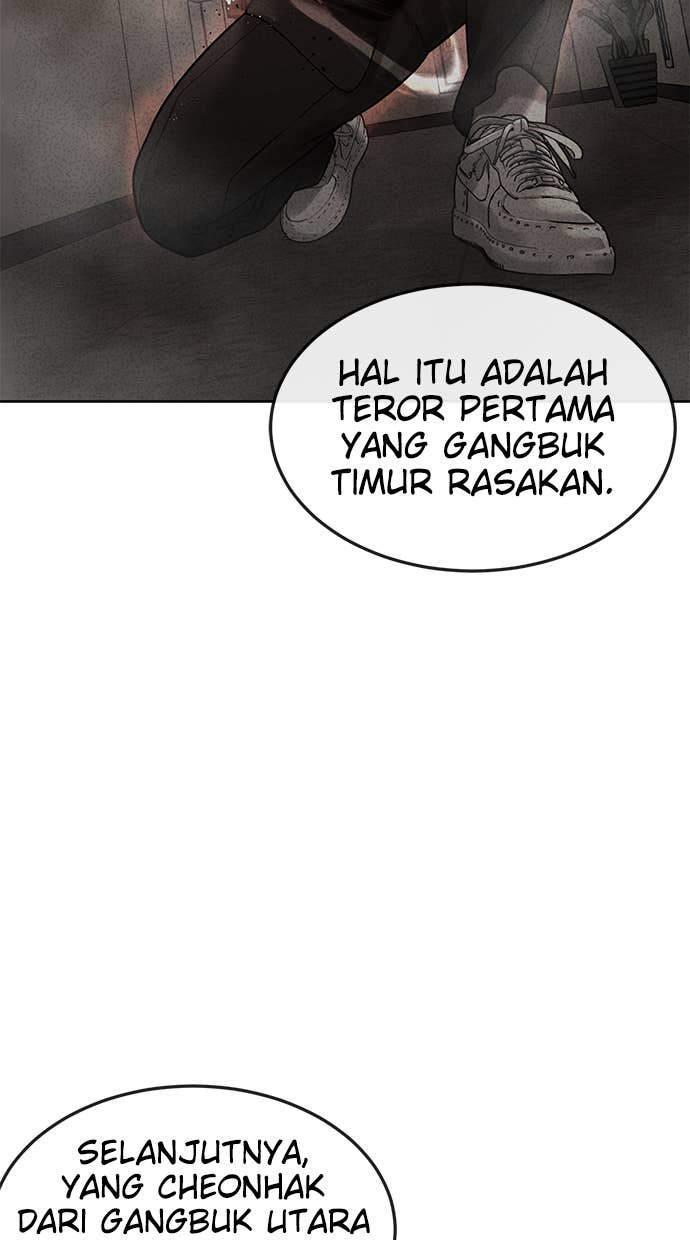 HAL ITU ADALAH
TEROR PERTAMA
YANG GANGBUK
TIMUR RASAKAN.
SELANJUTNYA,
YANG CHEONHAK
DARI GANGBUK UTARA